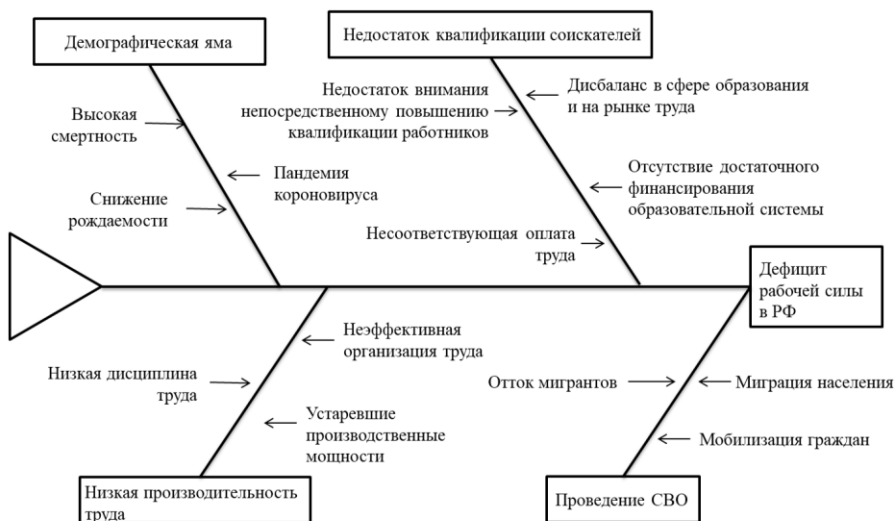 Демографическая яма
Недостаток квалификации соискателей
Высокая
смертность
Пандемия
короновируса
Снижение
рождаемости
Недостаток внимания
непосредственному повышению
квалификации работников
Дисбаланс в сфере образования
и на рынке труда
Отсутствие достаточного
финансирования
образовательной системы
Несоответствующая оплата
труда
Дефицит
рабочей силы
в РФ
Неэффективная
организация труда
Низкая дисциплина
труда
Устаревшие
производственные
мощности
Отток мигрантов
Миграция населения
Мобилизация граждан
Низкая производительность
труда
Проведение СВО